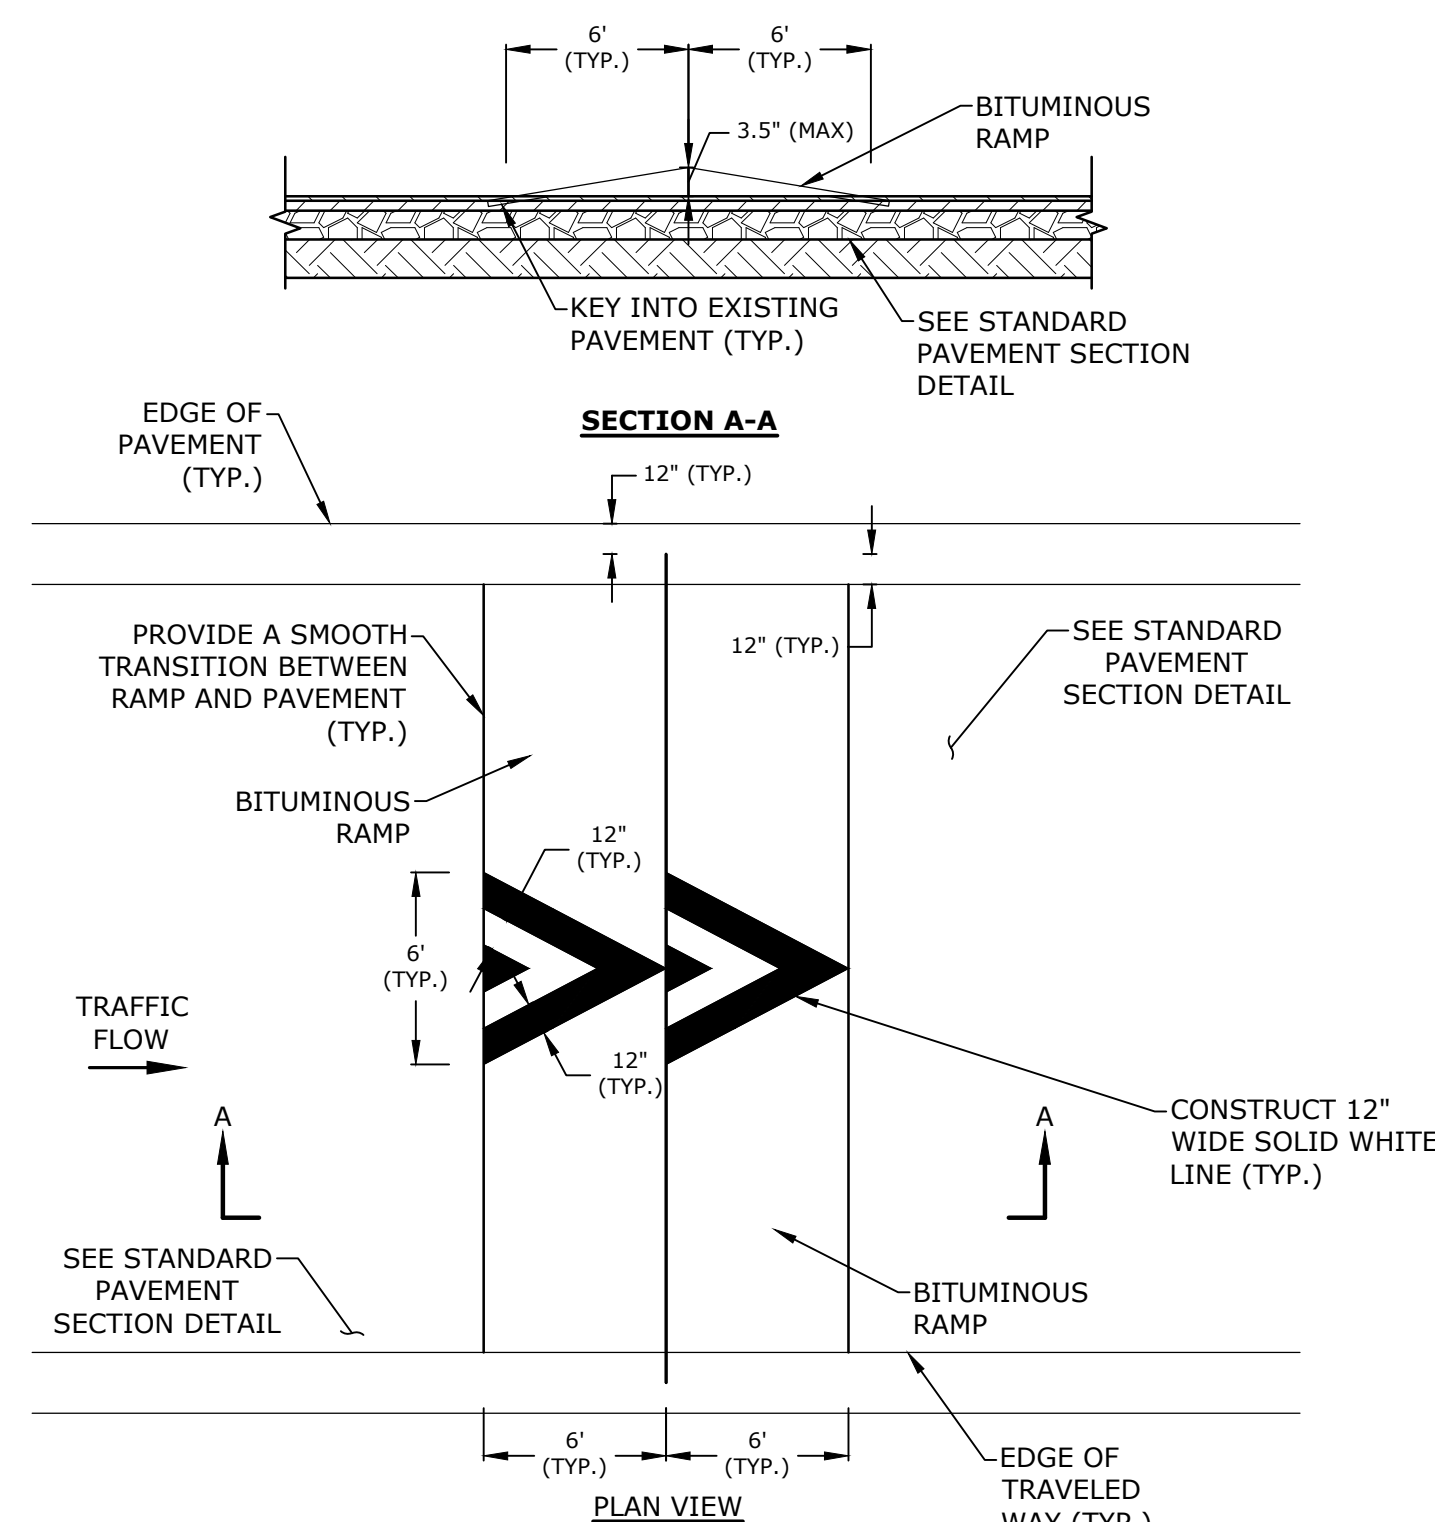 6'
(TYP.)
6'
(TYP.)
3.5" (MAX)
BITUMINOUS
RAMP
KEY INTO EXISTING
PAVEMENT (TYP.)
SEE STANDARD
PAVEMENT SECTION
DETAIL
SECTION A-A
EDGE OF
PAVEMENT
(TYP.)
12" (TYP.)
12" (TYP.)
PROVIDE A SMOOTH
TRANSITION BETWEEN
RAMP AND PAVEMENT
(TYP.)
SEE STANDARD
PAVEMENT
SECTION DETAIL
BITUMINOUS
RAMP
12"
(TYP.)
6'
(TYP.)
12"
(TYP.)
TRAFFIC
FLOW
A
A
CONSTRUCT 12"
WIDE SOLID WHITE
LINE (TYP.)
SEE STANDARD
PAVEMENT
SECTION DETAIL
BITUMINOUS
RAMP
6'
(TYP.)
6'
(TYP.)
EDGE OF
TRAVELED
WAY (TYP.)
PLAN VIEW